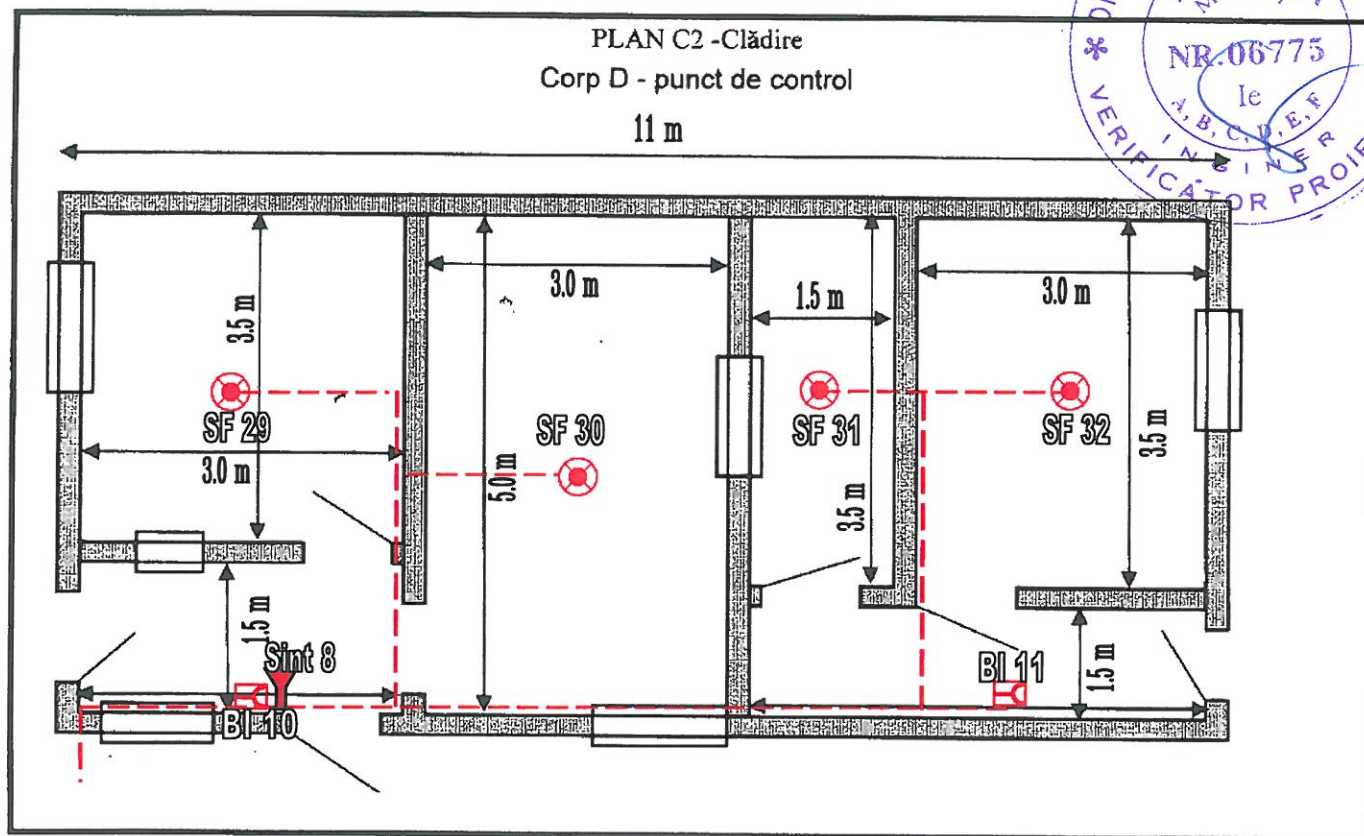 PLAN C2 -Clădire
Corp D - punct de control
11 m
NR.06775
Ie
A, B, C, D, E, F
INGINER
VERIFICATOR PROIE
3.5 m
3.0 m
1.5 m
3.0 m
SF 29
SF 30
SF 31
SF 32
3.0 m
5.0 m
3.5 m
3.5 m
1.5 m
Sint 8
BI 10
BI 11
1.5 m